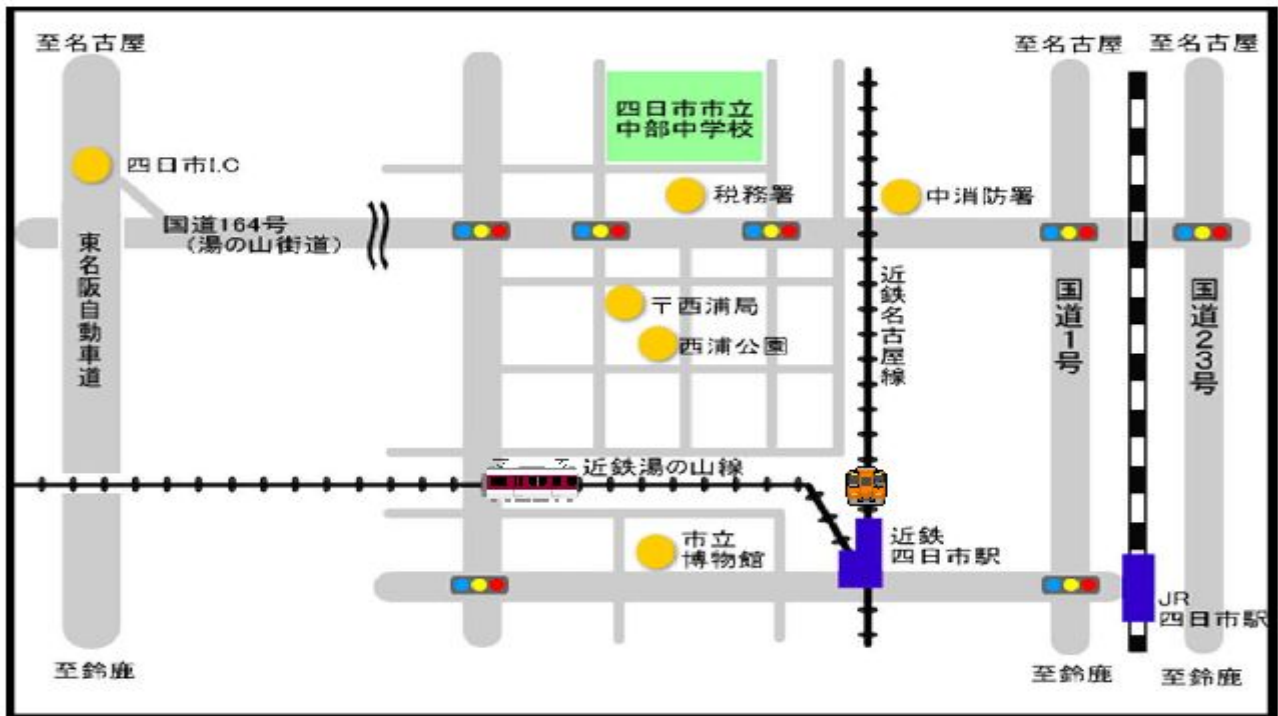 至名古屋
至名古屋
至名古屋
四日市市立
中部中学校
四日市I.C
税務署
中消防署
国道164号
(湯の山街道)
東名阪自動車道
近鉄名古屋線
国道1号
国道23号
〒西浦局
西浦公園
近鉄湯の山線
市立
博物館
近鉄
四日市駅
JR
四日市駅
至鈴鹿
至鈴鹿
至鈴鹿